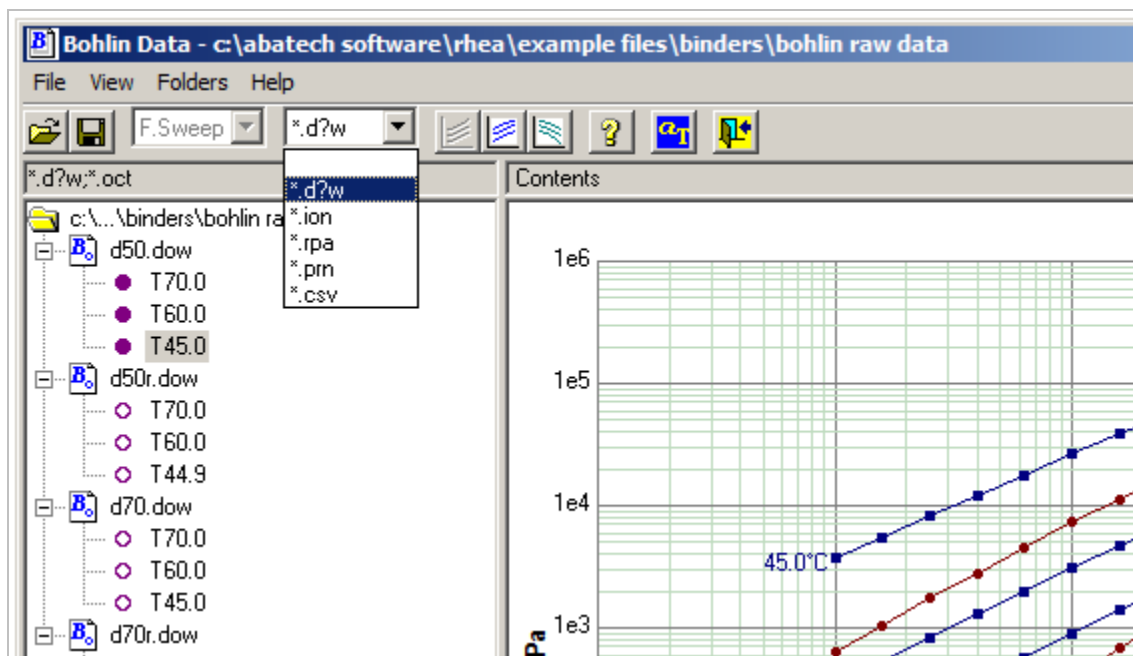 Bohlin Data - c:\abatech software\rhea\example files\binders\bohlin raw data
File View Folders Help
F.Sweep *.d?w
*.d?w;*.oct
*.d?w
*.ion
*.rpa
*.prn
*.csv
c:\...\binders\bohlin ra
d50.dow
T70.0
T60.0
T45.0
d50r.dow
T70.0
T60.0
T44.9
d70.dow
T70.0
T60.0
T45.0
d70r.dow
Contents
1e6
1e5
1e4
1e3
45.0°C
Pa